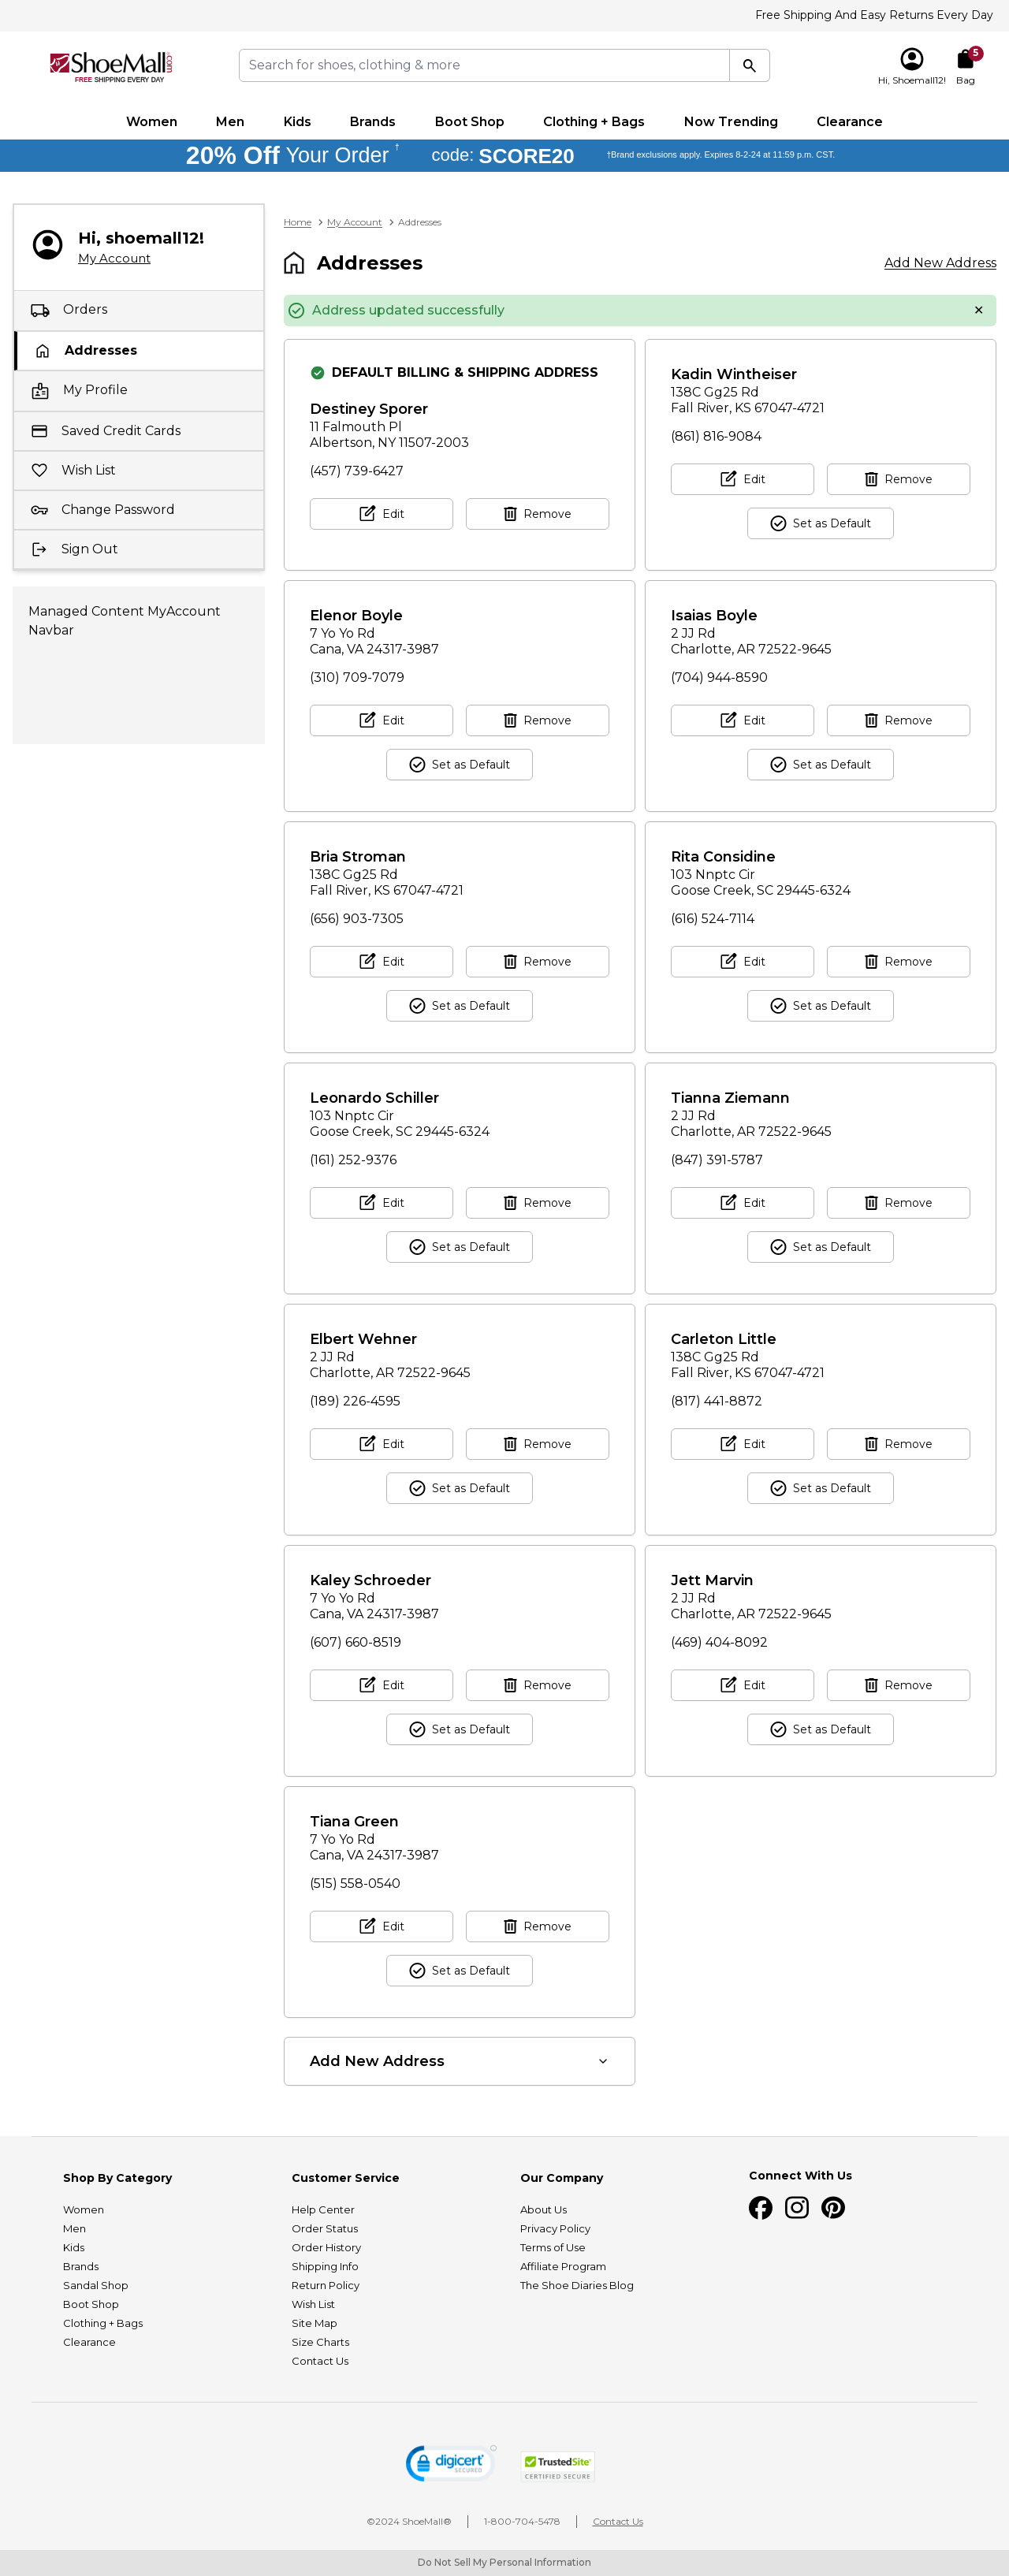 Free Shipping And Easy Returns Every Day
ShoeMall.com
FREE SHIPPING EVERY DAY
Search for shoes, clothing & more
Hi, Shoemall12!
5
Bag
Women Men Kids Brands Boot Shop Clothing + Bags Now Trending Clearance
20% Off Your Order † code: SCORE20 †Brand exclusions apply. Expires 8-2-24 at 11:59 p.m. CST.
Hi, shoemall12!
My Account
Orders
Addresses
My Profile
Saved Credit Cards
Wish List
Change Password
Sign Out
Managed Content MyAccount
Navbar
Home > My Account > Addresses
Addresses
Add New Address
Address updated successfully ×
DEFAULT BILLING & SHIPPING ADDRESS
Destiney Sporer
11 Falmouth Pl
Albertson, NY 11507-2003
(457) 739-6427
Edit Remove
Kadin Wintheiser
138C Gg25 Rd
Fall River, KS 67047-4721
(861) 816-9084
Edit Remove
Set as Default
Elenor Boyle
7 Yo Yo Rd
Cana, VA 24317-3987
(310) 709-7079
Edit Remove
Set as Default
Isaias Boyle
2 JJ Rd
Charlotte, AR 72522-9645
(704) 944-8590
Edit Remove
Set as Default
Bria Stroman
138C Gg25 Rd
Fall River, KS 67047-4721
(656) 903-7305
Edit Remove
Set as Default
Rita Considine
103 Nnptc Cir
Goose Creek, SC 29445-6324
(616) 524-7114
Edit Remove
Set as Default
Leonardo Schiller
103 Nnptc Cir
Goose Creek, SC 29445-6324
(161) 252-9376
Edit Remove
Set as Default
Tianna Ziemann
2 JJ Rd
Charlotte, AR 72522-9645
(847) 391-5787
Edit Remove
Set as Default
Elbert Wehner
2 JJ Rd
Charlotte, AR 72522-9645
(189) 226-4595
Edit Remove
Set as Default
Carleton Little
138C Gg25 Rd
Fall River, KS 67047-4721
(817) 441-8872
Edit Remove
Set as Default
Kaley Schroeder
7 Yo Yo Rd
Cana, VA 24317-3987
(607) 660-8519
Edit Remove
Set as Default
Jett Marvin
2 JJ Rd
Charlotte, AR 72522-9645
(469) 404-8092
Edit Remove
Set as Default
Tiana Green
7 Yo Yo Rd
Cana, VA 24317-3987
(515) 558-0540
Edit Remove
Set as Default
Add New Address
Shop By Category
Women
Men
Kids
Brands
Sandal Shop
Boot Shop
Clothing + Bags
Clearance
Customer Service
Help Center
Order Status
Order History
Shipping Info
Return Policy
Wish List
Site Map
Size Charts
Contact Us
Our Company
About Us
Privacy Policy
Terms of Use
Affiliate Program
The Shoe Diaries Blog
Connect With Us
digicert
SECURED
TrustedSite
CERTIFIED SECURE
©2024 ShoeMall® | 1-800-704-5478 | Contact Us
Do Not Sell My Personal Information